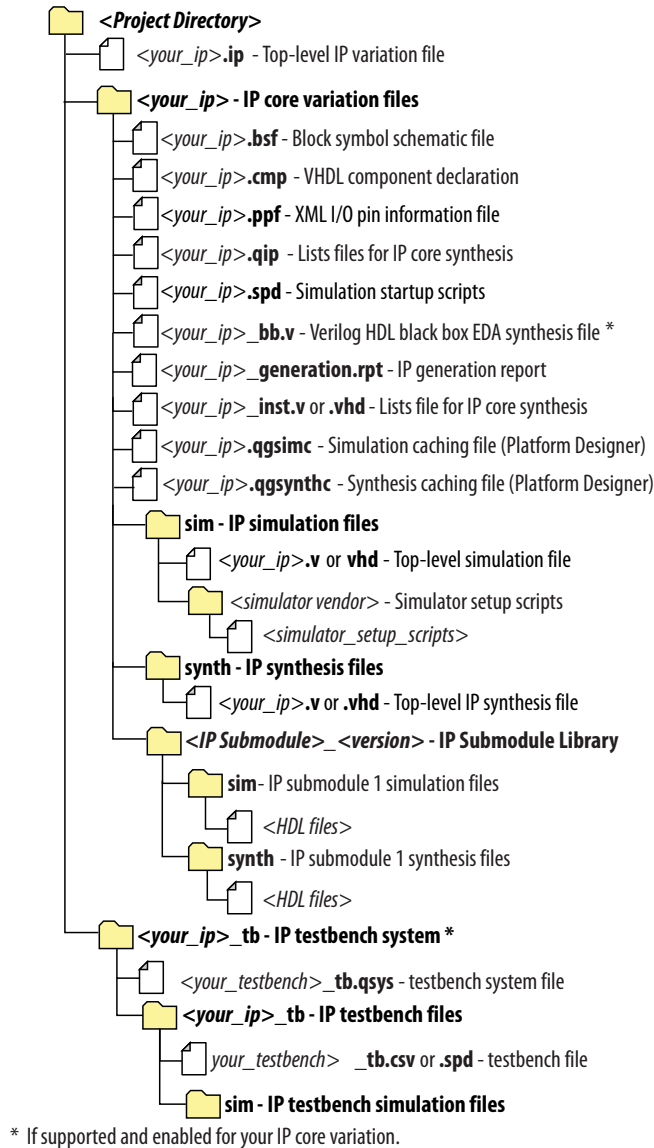 <Project Directory>
<your_ip>.ip - Top-level IP variation file
<your_ip> - IP core variation files
<your_ip>.bsf - Block symbol schematic file
<your_ip>.cmp - VHDL component declaration
<your_ip>.ppf - XML I/O pin information file
<your_ip>.qip - Lists files for IP core synthesis
<your_ip>.spd - Simulation startup scripts
<your_ip>_bb.v - Verilog HDL black box EDA synthesis file *
<your_ip>_generation.rpt - IP generation report
<your_ip>_inst.v or .vhd - Lists file for IP core synthesis
<your_ip>.qgsimc - Simulation caching file (Platform Designer)
<your_ip>.qgsynthc - Synthesis caching file (Platform Designer)
sim - IP simulation files
<your_ip>.v or vhd - Top-level simulation file
<simulator vendor> - Simulator setup scripts
<simulator_setup_scripts>
synth - IP synthesis files
<your_ip>.v or .vhd - Top-level IP synthesis file
<IP Submodule>_<version> - IP Submodule Library
sim- IP submodule 1 simulation files
<HDL files>
synth - IP submodule 1 synthesis files
<HDL files>
<your_ip>_tb - IP testbench system *
<your_testbench>_tb.qsys - testbench system file
<your_ip>_tb - IP testbench files
your_testbench> _tb.csv or .spd - testbench file
sim - IP testbench simulation files
* If supported and enabled for your IP core variation.